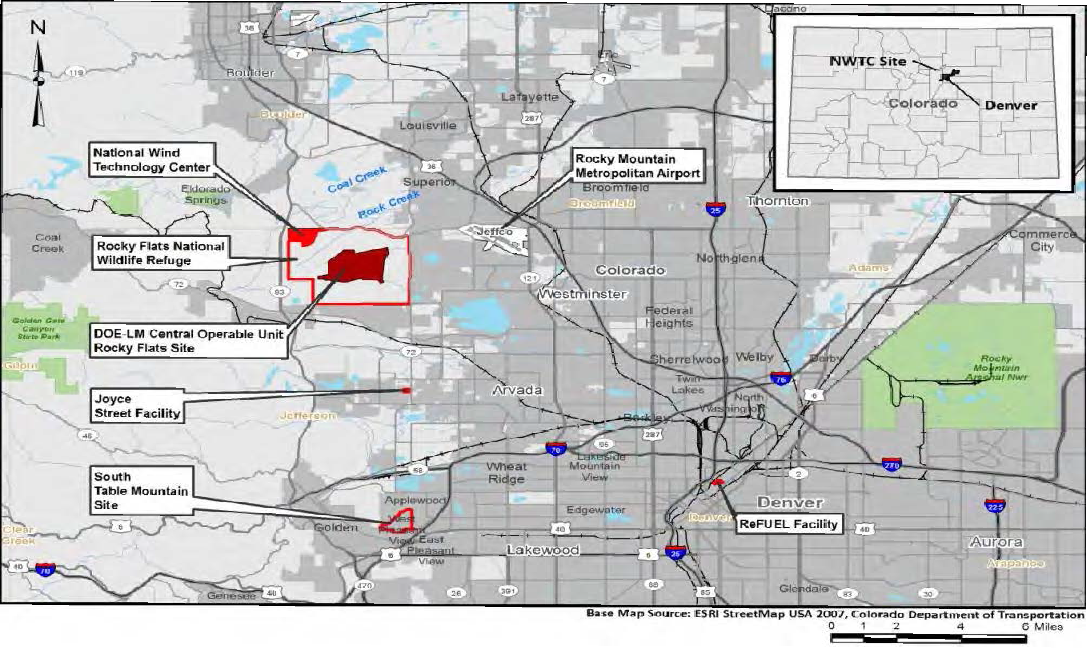 N
Dacono
36
7
119
Boulder
Boulder
Erie
7
Lafayette
287
Louisville
NWTC Site
Colorado
Denver
National Wind
Technology Center
Coal Creek
36
Superior
Rock Creek
Rocky Mountain
Metropolitan Airport
Broomfield
Broomfield
25
Thornton
Eldorado
Springs
Coal
Creek
Rocky Flats National
Wildlife Refuge
Jeffco
Commerce
City
Northglenn
Colorado
Adams
72
93
121
Westminster
Golden Gate
Canyon
State Park
Gilpin
DOE-LM Central Operable Unit
Rocky Flats Site
Federal
Heights
72
Sherrelwood
Welby
Derby
Rocky
Mountain
Arsenal Nwr
Twin
Lakes
76
6
Joyce
Street Facility
Arvada
North
Washington
Jefferson
Berkley
46
287
95
70
58
Lakeside
Mountain
View
Wheat
Ridge
2
270
South
Table Mountain
Site
Applewood
West
Pleasant
View
East
Pleasant
View
Golden
6
Edgewater
Denver
Denver
ReFUEL Facility
225
40
40
Clear
Creek
6
Lakewood
6
25
Aurora
Arapahoe
40
70
Genesee
40
470
26
391
88
85
Glendale
83
30
Base Map Source: ESRI StreetMap USA 2007, Colorado Department of Transportation
0 1 2 4 6 Miles